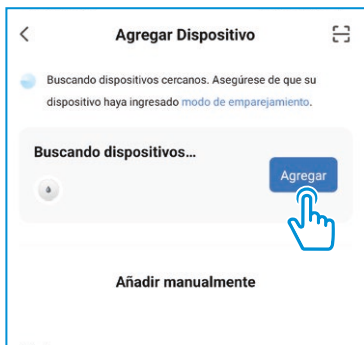 Agregar Dispositivo
Buscando dispositivos cercanos. Asegúrese de que su
dispositivo haya ingresado modo de emparejamiento.
Buscando dispositivos...
Agregar
Añadir manualmente